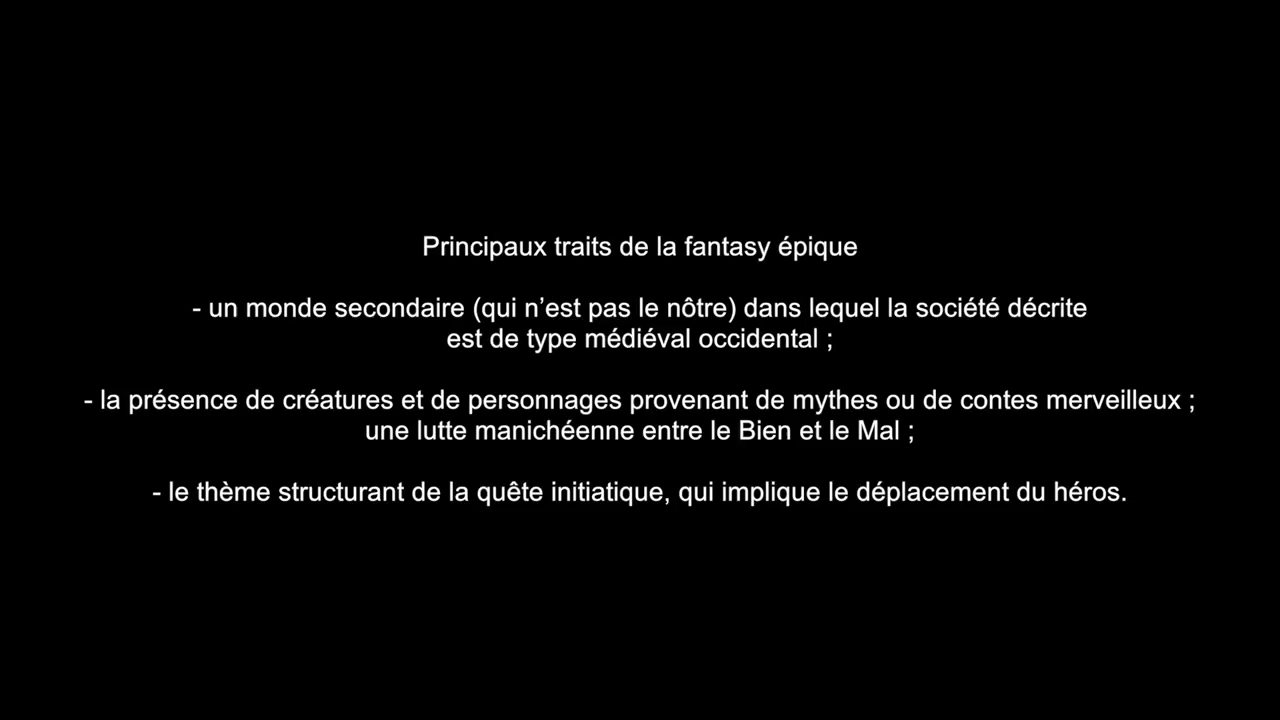 Principaux traits de la fantasy épique
- un monde secondaire (qui n’est pas le nôtre) dans lequel la société décrite
est de type médiéval occidental ;
- la présence de créatures et de personnages provenant de mythes ou de contes merveilleux ;
une lutte manichéenne entre le Bien et le Mal ;
- le thème structurant de la quête initiatique, qui implique le déplacement du héros.